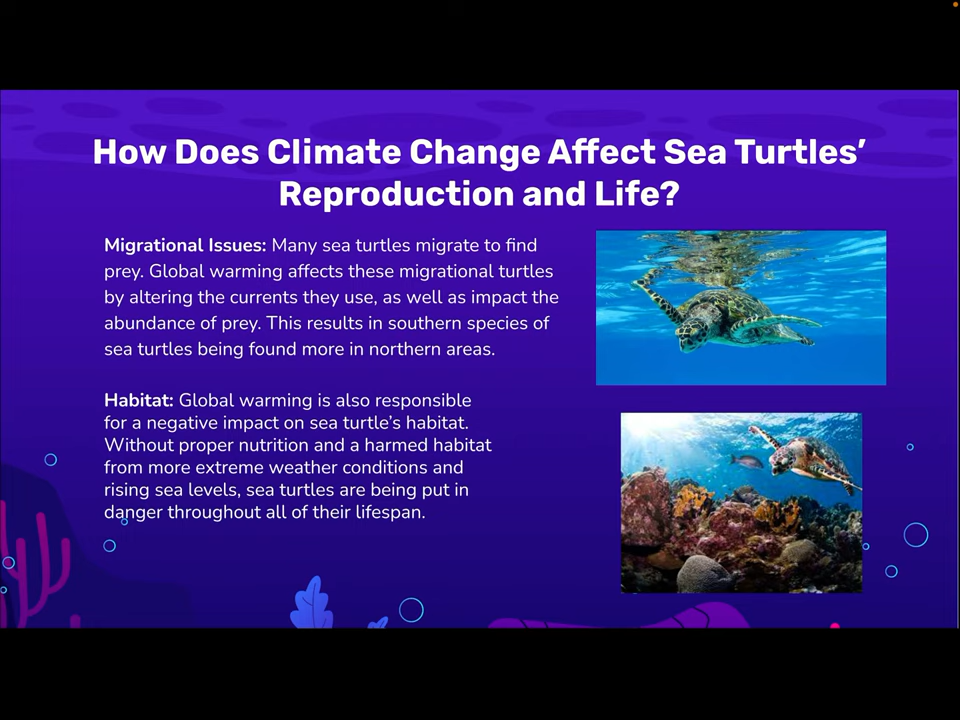 How Does Climate Change Affect Sea Turtles’
Reproduction and Life?
Migrational Issues: Many sea turtles migrate to find
prey. Global warming affects these migrational turtles
by altering the currents they use, as well as impact the
abundance of prey. This results in southern species of
sea turtles being found more in northern areas.
Habitat: Global warming is also responsible
for a negative impact on sea turtle’s habitat.
Without proper nutrition and a harmed habitat
from more extreme weather conditions and
rising sea levels, sea turtles are being put in
danger throughout all of their lifespan.